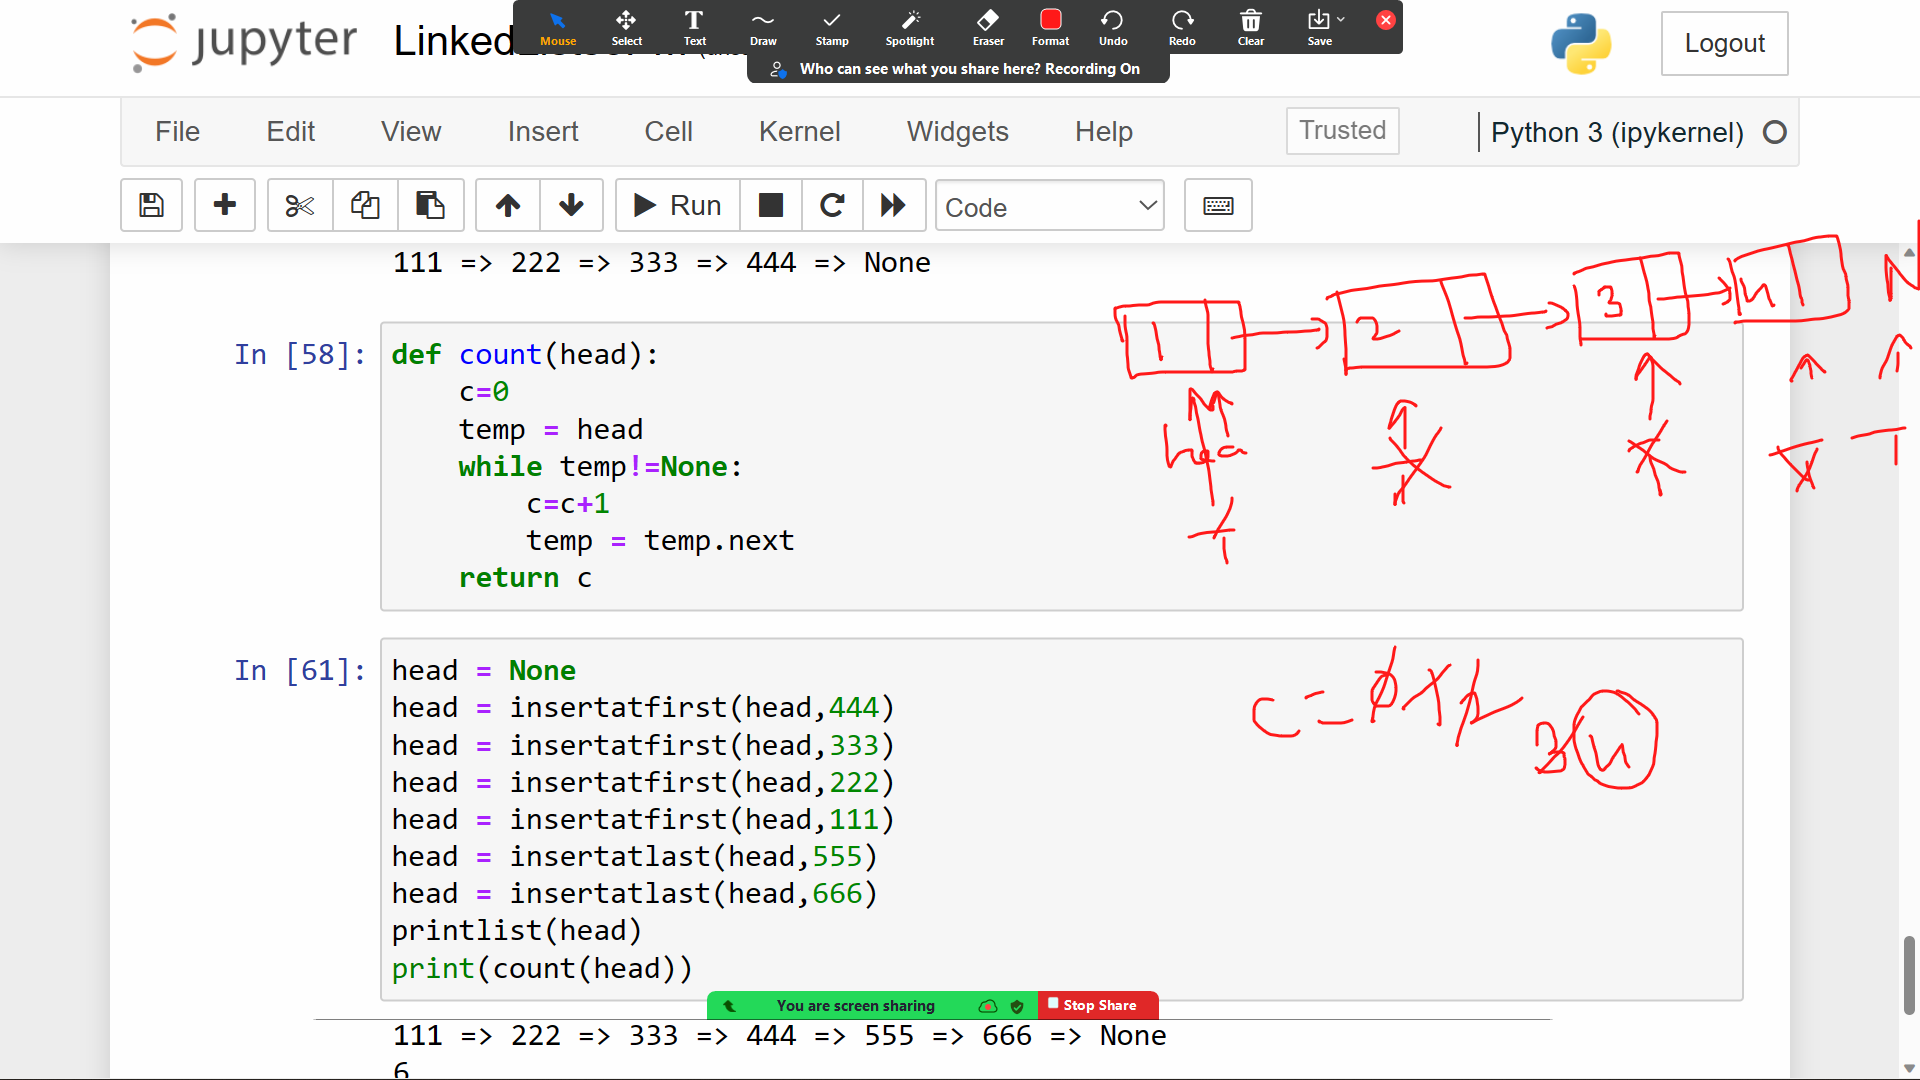 Mouse Select Text Draw Stamp Spotlight Eraser Format Undo Redo Clear Save
jupyter Linked Logout
Who can see what you share here? Recording On
File Edit View Insert Cell Kernel Widgets Help Trusted Python 3 (ipykernel)
Run Code
111 => 222 => 333 => 444 => None
1 2 3 4 N
In [58]: def count(head):
c=0
temp = head
while temp!=None:
c=c+1
temp = temp.next
return c
hea
T
In [61]: head = None
head = insertatfirst(head,444)
head = insertatfirst(head,333)
head = insertatfirst(head,222)
head = insertatfirst(head,111)
head = insertatlast(head,555)
head = insertatlast(head,666)
printlist(head)
print(count(head))
c = 0 1 2
3 4
You are screen sharing Stop Share
111 => 222 => 333 => 444 => 555 => 666 => None
6